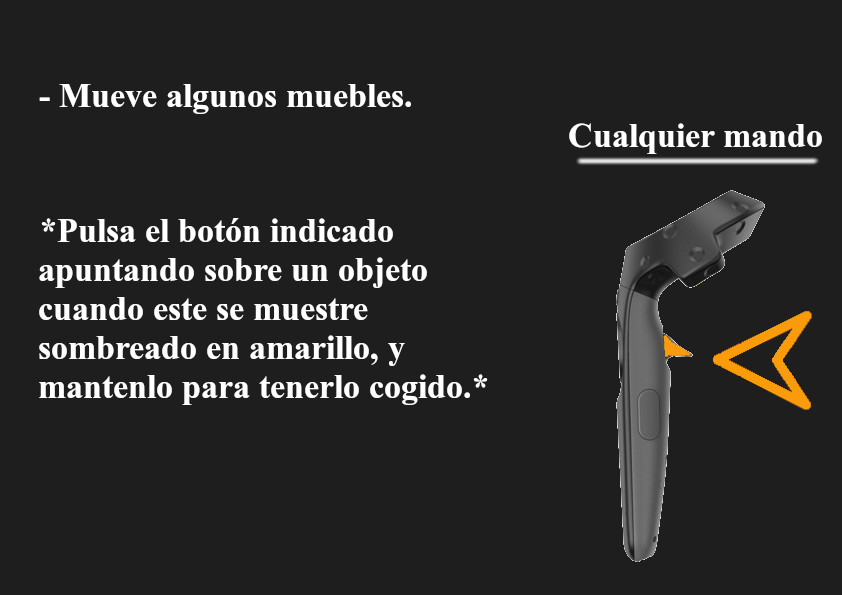 - Mueve algunos muebles.
Cualquier mando
*Pulsa el botón indicado
apuntando sobre un objeto
cuando este se muestre
sombreado en amarillo, y
mantenlo para tenerlo cogido.*